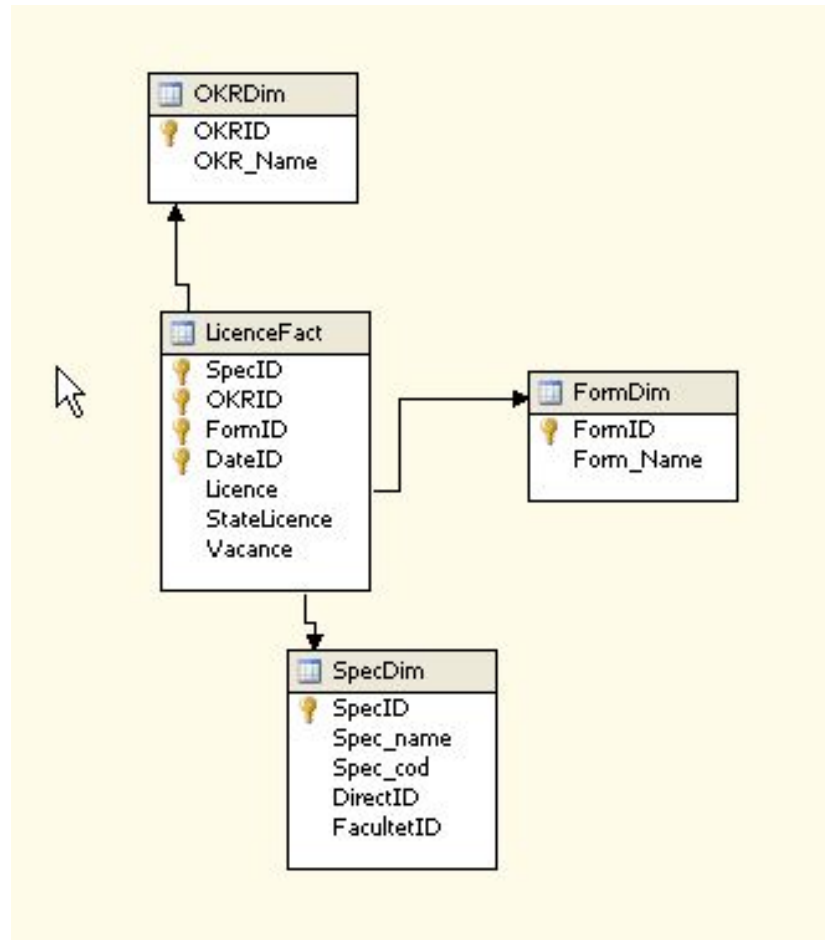 OKRDim
OKRID
OKR_Name
LicenceFact
SpecID
OKRID
FormID
DateID
Licence
StateLicence
Vacance
FormDim
FormID
Form_Name
SpecDim
SpecID
Spec_name
Spec_cod
DirectID
FacultetID